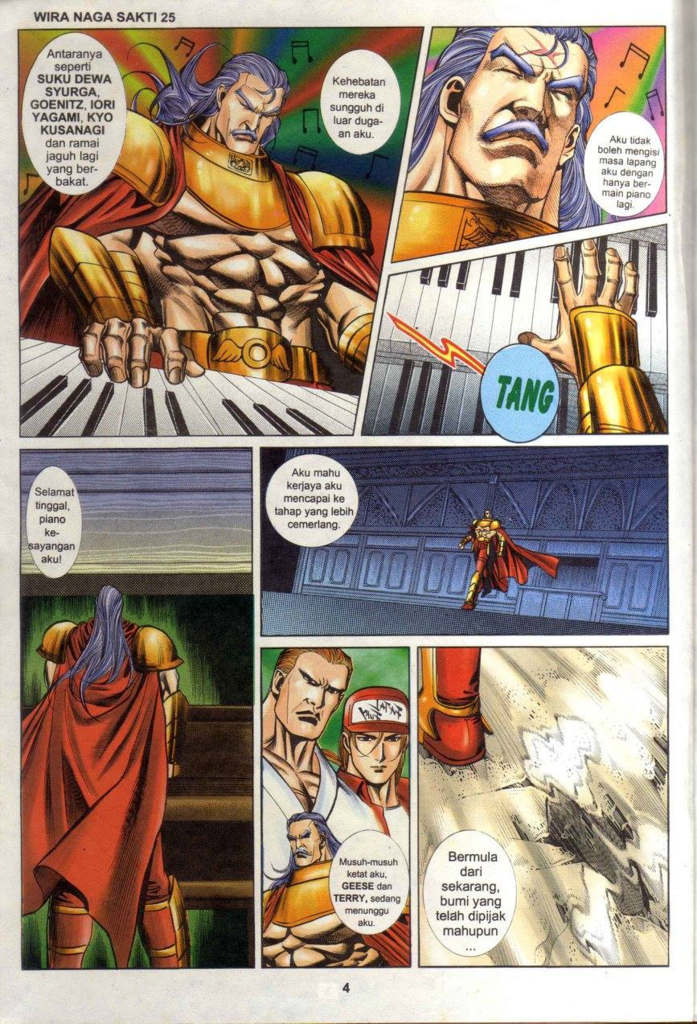 WIRA NAGA SAKTI 25
Antaranya
seperti
SUKU DEWA
SYURGA,
GOENITZ, IORI
YAGAMI, KYO
KUSANAGI
dan ramai
jaguh lagi
yang ber-
bakat.
Kehebatan
mereka
sungguh di
luar duga-
an aku.
Aku tidak
boleh mengisi
masa lapang
aku dengan
hanya ber-
main piano
lagi.
TANG
Selamat
tinggal,
piano
ke-
sayangan
aku!
Aku mahu
kerjaya aku
mencapai ke
tahap yang lebih
cemerlang.
Musuh-musuh
ketat aku,
GEESE dan
TERRY, sedang
menunggu
aku.
Bermula
dari
sekarang,
bumi yang
telah dipijak
mahupun
...
4